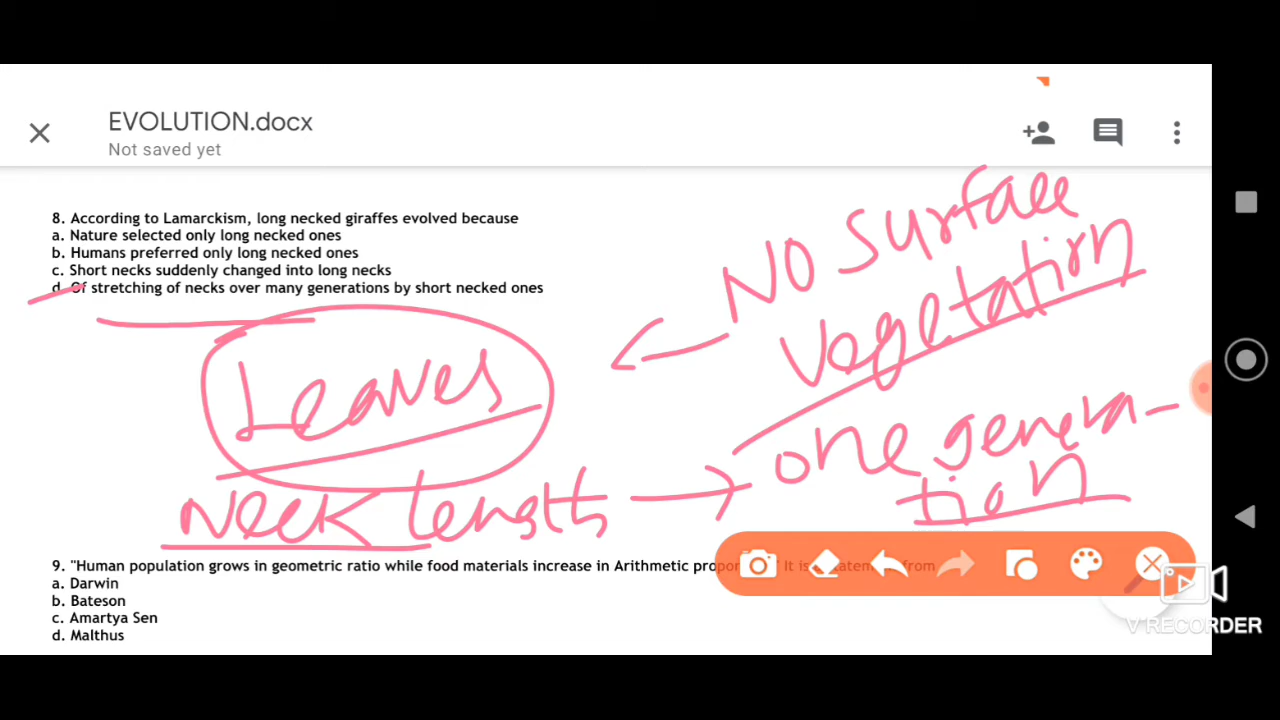 EVOLUTION.docx
Not saved yet
8. According to Lamarckism, long necked giraffes evolved because
a. Nature selected only long necked ones
b. Humans preferred only long necked ones
c. Short necks suddenly changed into long necks
d. Of stretching of necks over many generations by short necked ones
NO surface
vegetation
Leaves
Neck length
one genera-
tion
9. "Human population grows in geometric ratio while food materials increase in Arithmetic It is from
a. Darwin
b. Bateson
c. Amartya Sen
d. Malthus
V RECORDER